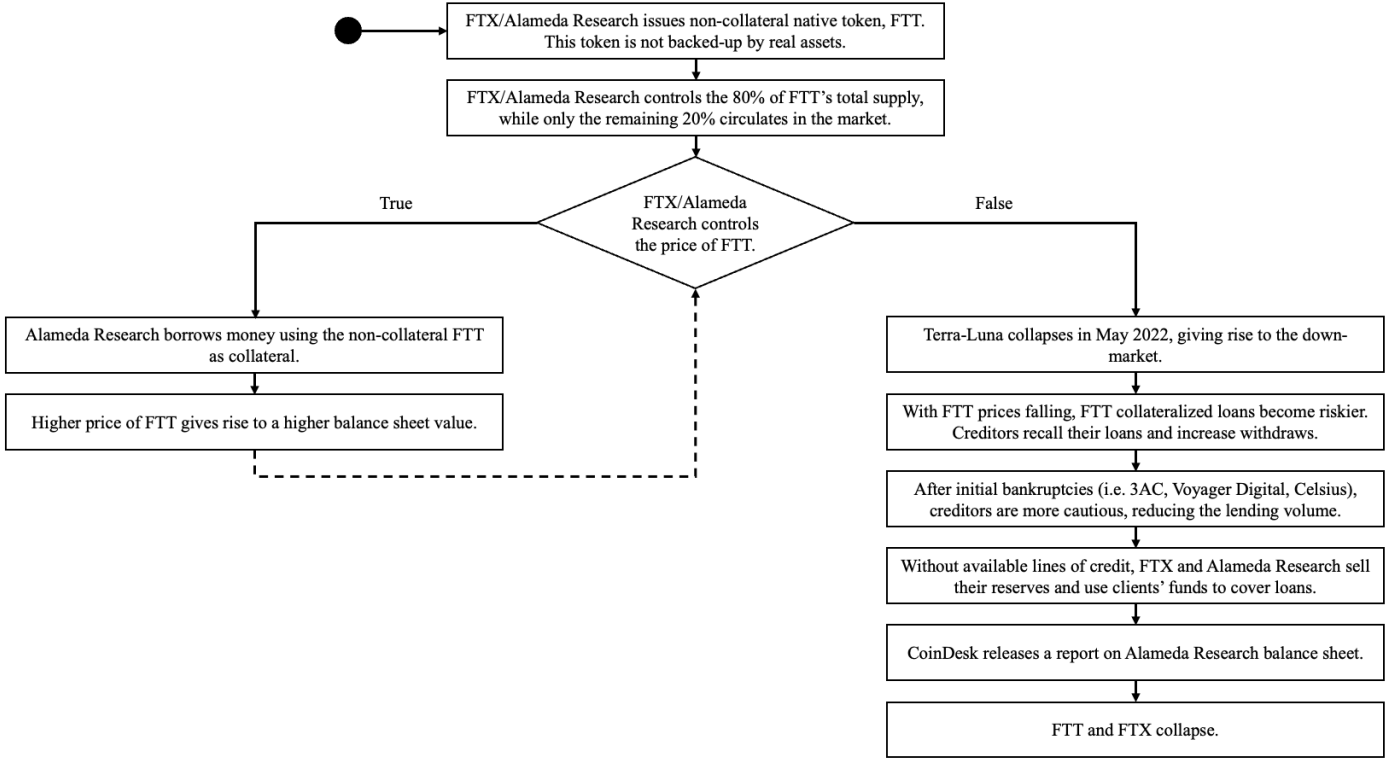 FTX/Alameda Research issues non-collateral native token, FTT.
This token is not backed-up by real assets.
FTX/Alameda Research controls the 80% of FTT’s total supply,
while only the remaining 20% circulates in the market.
FTX/Alameda
Research controls
the price of FTT.
True
False
Alameda Research borrows money using the non-collateral FTT
as collateral.
Higher price of FTT gives rise to a higher balance sheet value.
Terra-Luna collapses in May 2022, giving rise to the down-
market.
With FTT prices falling, FTT collateralized loans become riskier.
Creditors recall their loans and increase withdraws.
After initial bankruptcies (i.e. 3AC, Voyager Digital, Celsius),
creditors are more cautious, reducing the lending volume.
Without available lines of credit, FTX and Alameda Research sell
their reserves and use clients’ funds to cover loans.
CoinDesk releases a report on Alameda Research balance sheet.
FTT and FTX collapse.